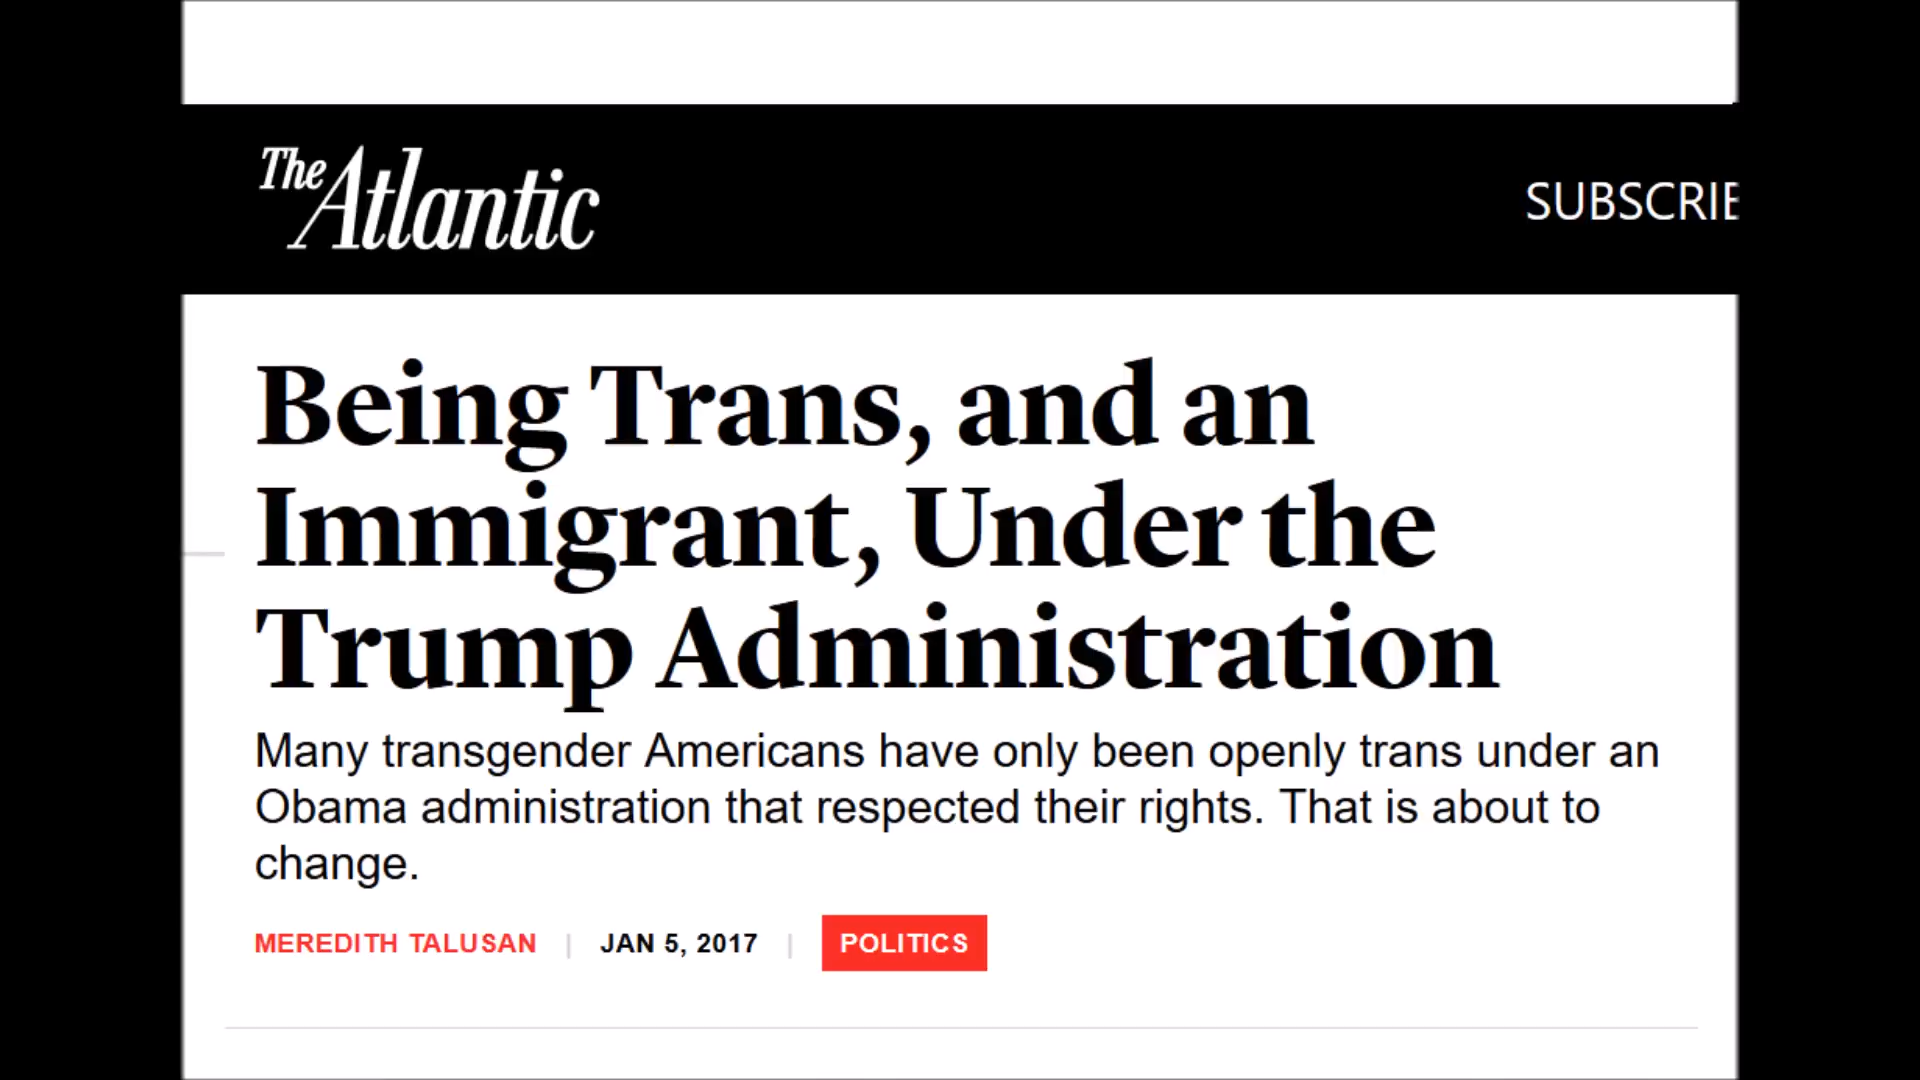 The Atlantic
SUBSCRIB
Being Trans, and an
Immigrant, Under the
Trump Administration
Many transgender Americans have only been openly trans under an
Obama administration that respected their rights. That is about to
change.
MEREDITH TALUSAN | JAN 5, 2017 | POLITICS